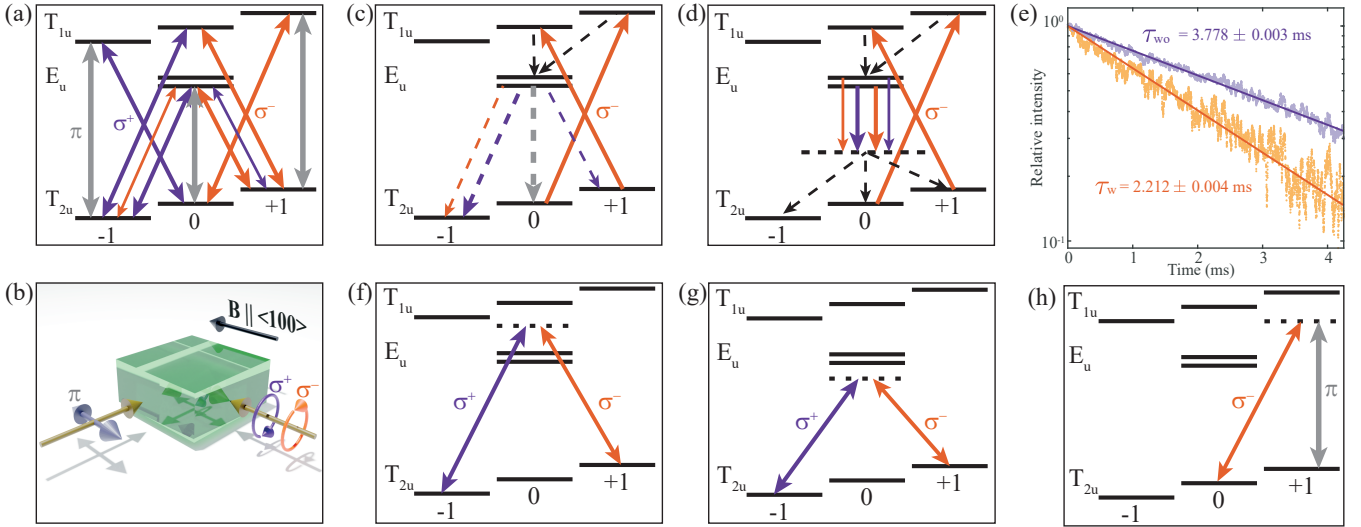 (a)
T1u
Eu
π
σ+
σ−
T2u
-1
0
+1
(c)
T1u
Eu
σ−
T2u
-1
0
+1
(d)
T1u
Eu
σ−
T2u
-1
0
+1
(e)
10⁰
τwo = 3.778 ± 0.003 ms
Relative intensity
τw = 2.212 ± 0.004 ms
10⁻¹
0
1
2
3
4
Time (ms)
(b)
B || <100>
π
σ+
σ−
(f)
T1u
Eu
σ+
σ−
T2u
-1
0
+1
(g)
T1u
Eu
σ+
σ−
T2u
-1
0
+1
(h)
T1u
Eu
σ−
π
T2u
-1
0
+1